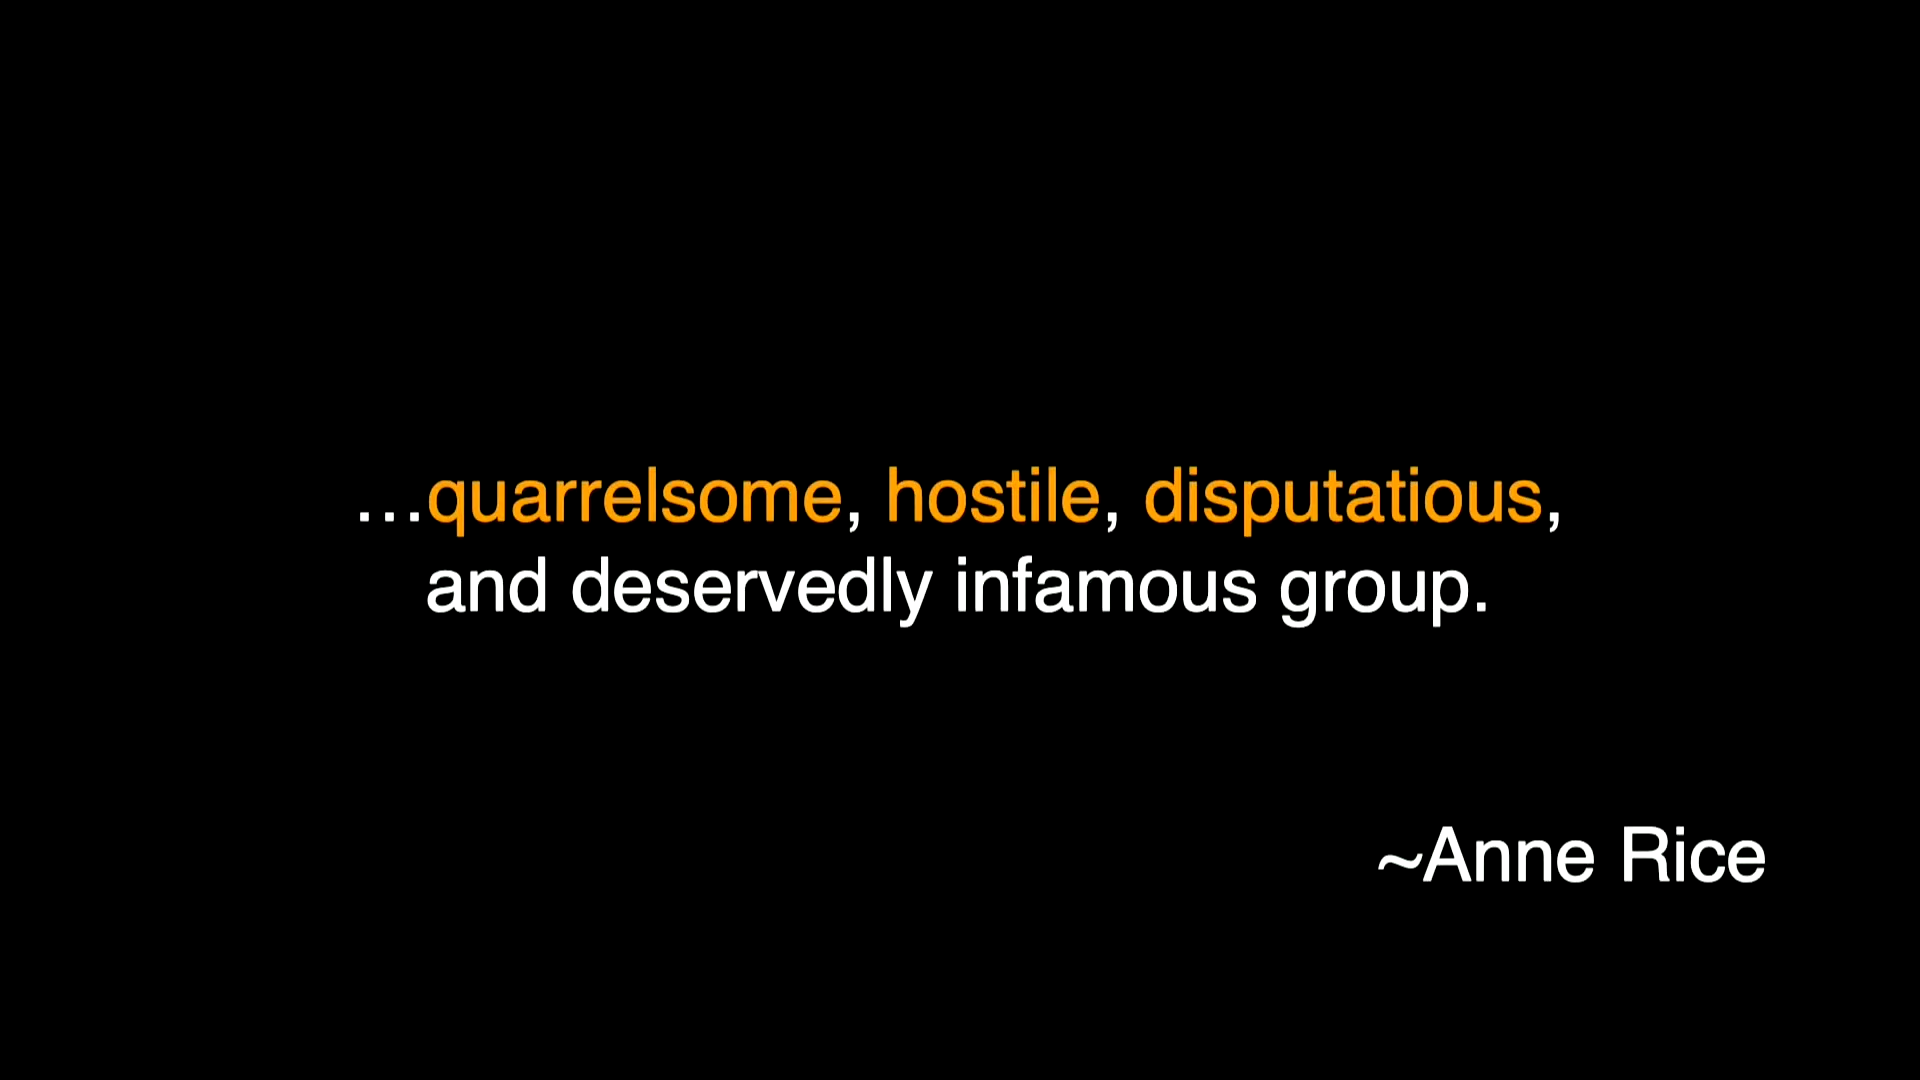 …quarrelsome, hostile, disputatious,
and deservedly infamous group.
~Anne Rice